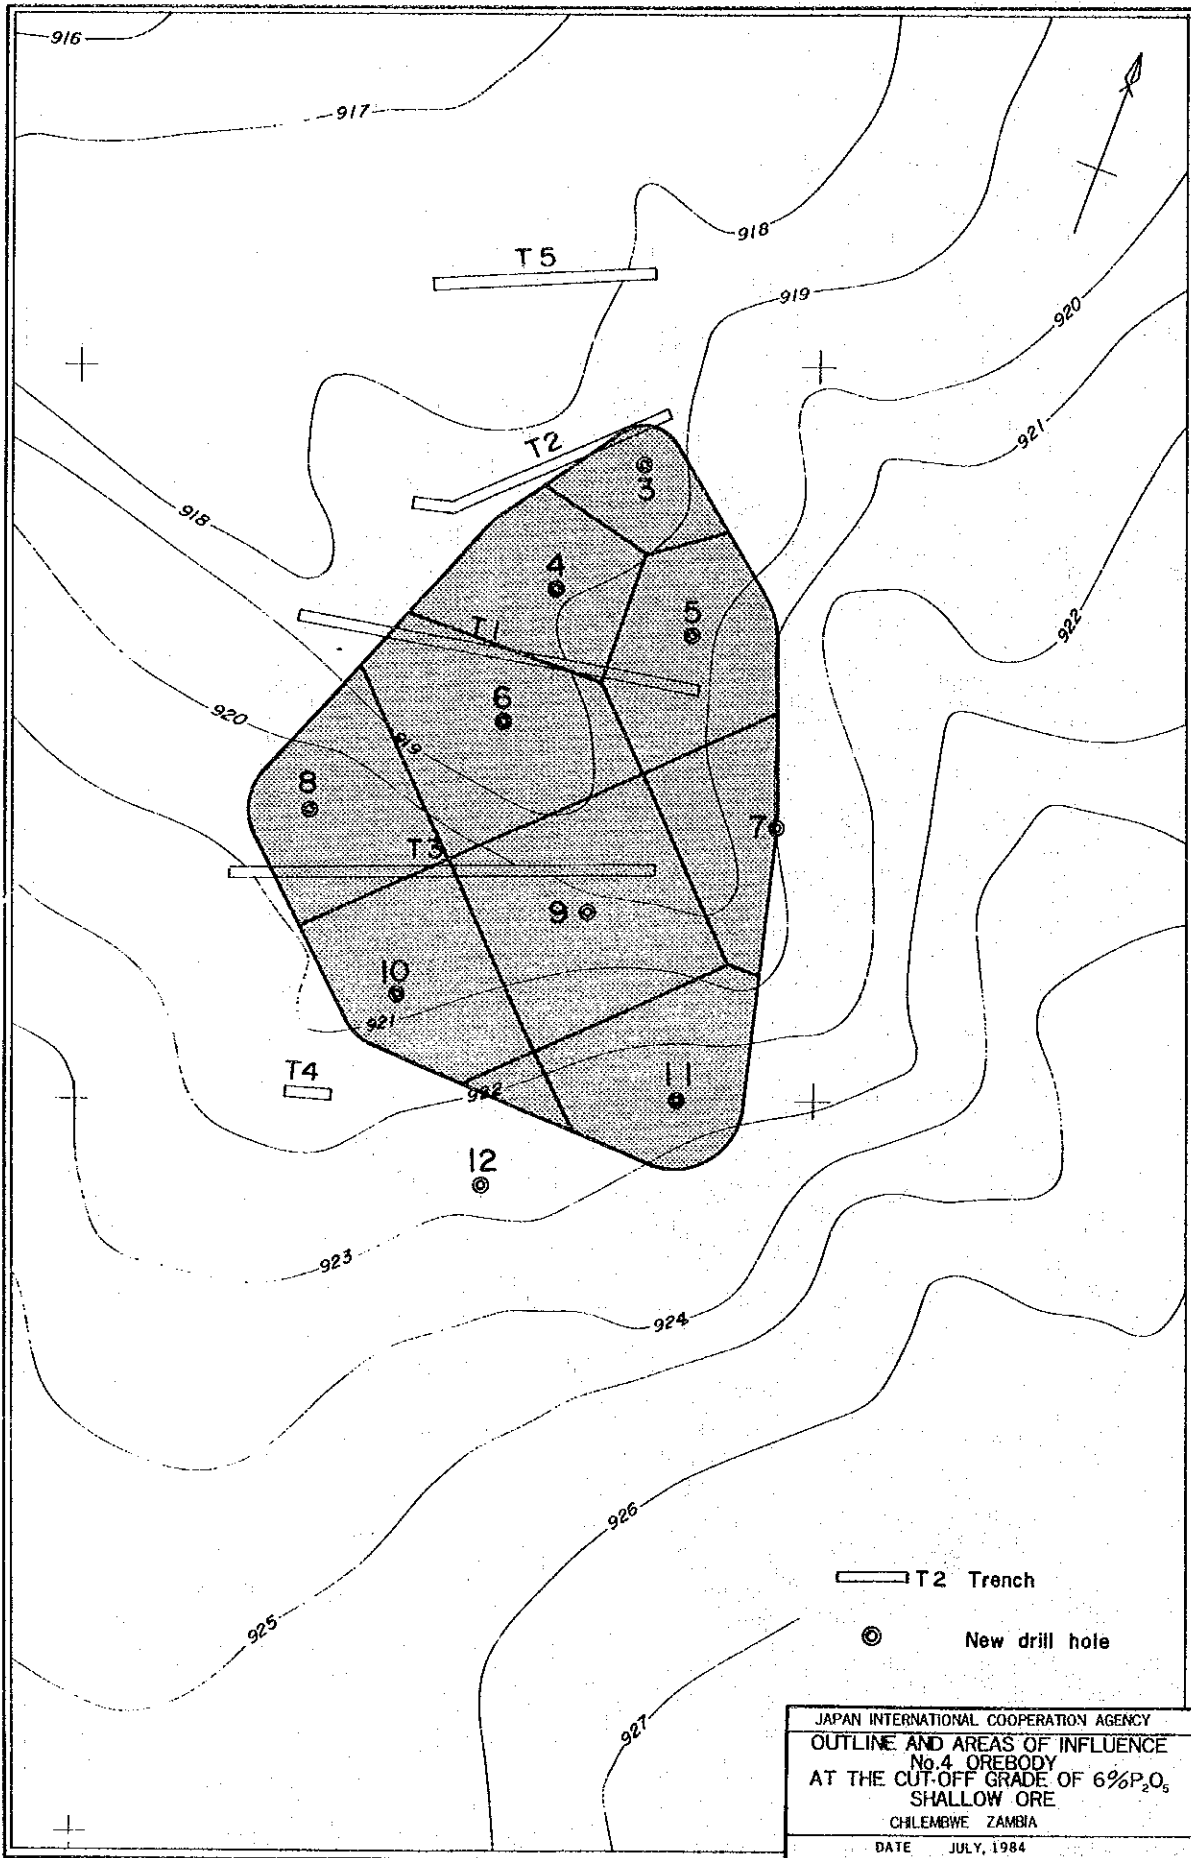 916
917
918
T5
919
920
921
T2
3
918
4
T1
5
922
6
920
919
8
7
T3
9
10
921
T4
922
11
12
923
924
926
T2 Trench
925
New drill hole
927
JAPAN INTERNATIONAL COOPERATION AGENCY
OUTLINE AND AREAS OF INFLUENCE
No.4 OREBODY
AT THE CUT-OFF GRADE OF 6%P₂O₅
SHALLOW ORE
CHILEMBWE ZAMBIA
DATE JULY, 1984